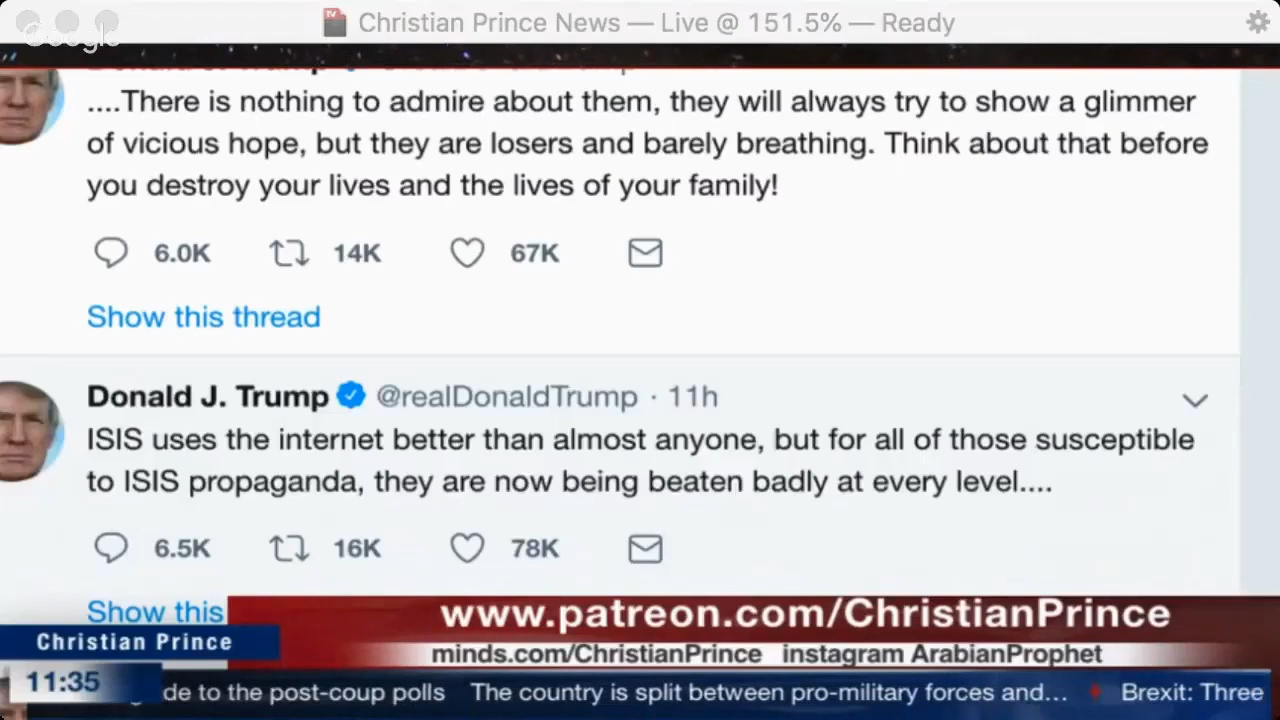 Christian Prince News — Live @ 151.5% — Ready
Google
....There is nothing to admire about them, they will always try to show a glimmer
of vicious hope, but they are losers and barely breathing. Think about that before
you destroy your lives and the lives of your family!
6.0K 14K 67K
Show this thread
Donald J. Trump @realDonaldTrump · 11h
ISIS uses the internet better than almost anyone, but for all of those susceptible
to ISIS propaganda, they are now being beaten badly at every level....
6.5K 16K 78K
Show this
www.patreon.com/ChristianPrince
Christian Prince
minds.com/ChristianPrince instagram ArabianProphet
11:35
de to the post-coup polls The country is split between pro-military forces and... Brexit: Three